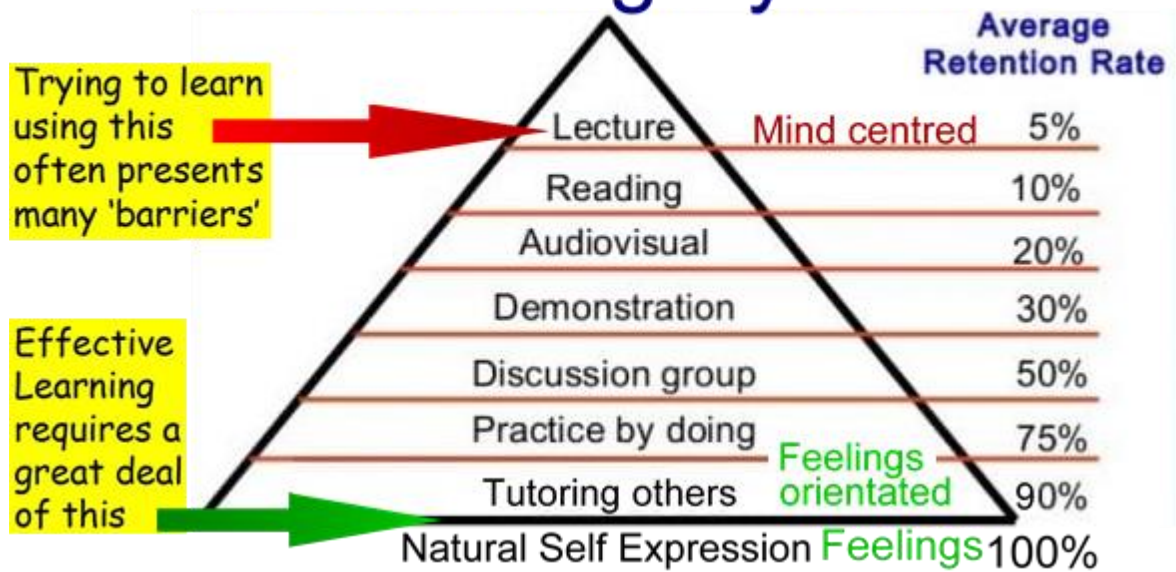 Average
Retention Rate
Trying to learn
using this
often presents
many 'barriers'
Lecture Mind centred 5%
Reading 10%
Audiovisual 20%
Demonstration 30%
Effective
Learning
requires a
great deal
of this
Discussion group 50%
Practice by doing 75%
Feelings
orientated
Tutoring others 90%
Natural Self Expression Feelings 100%